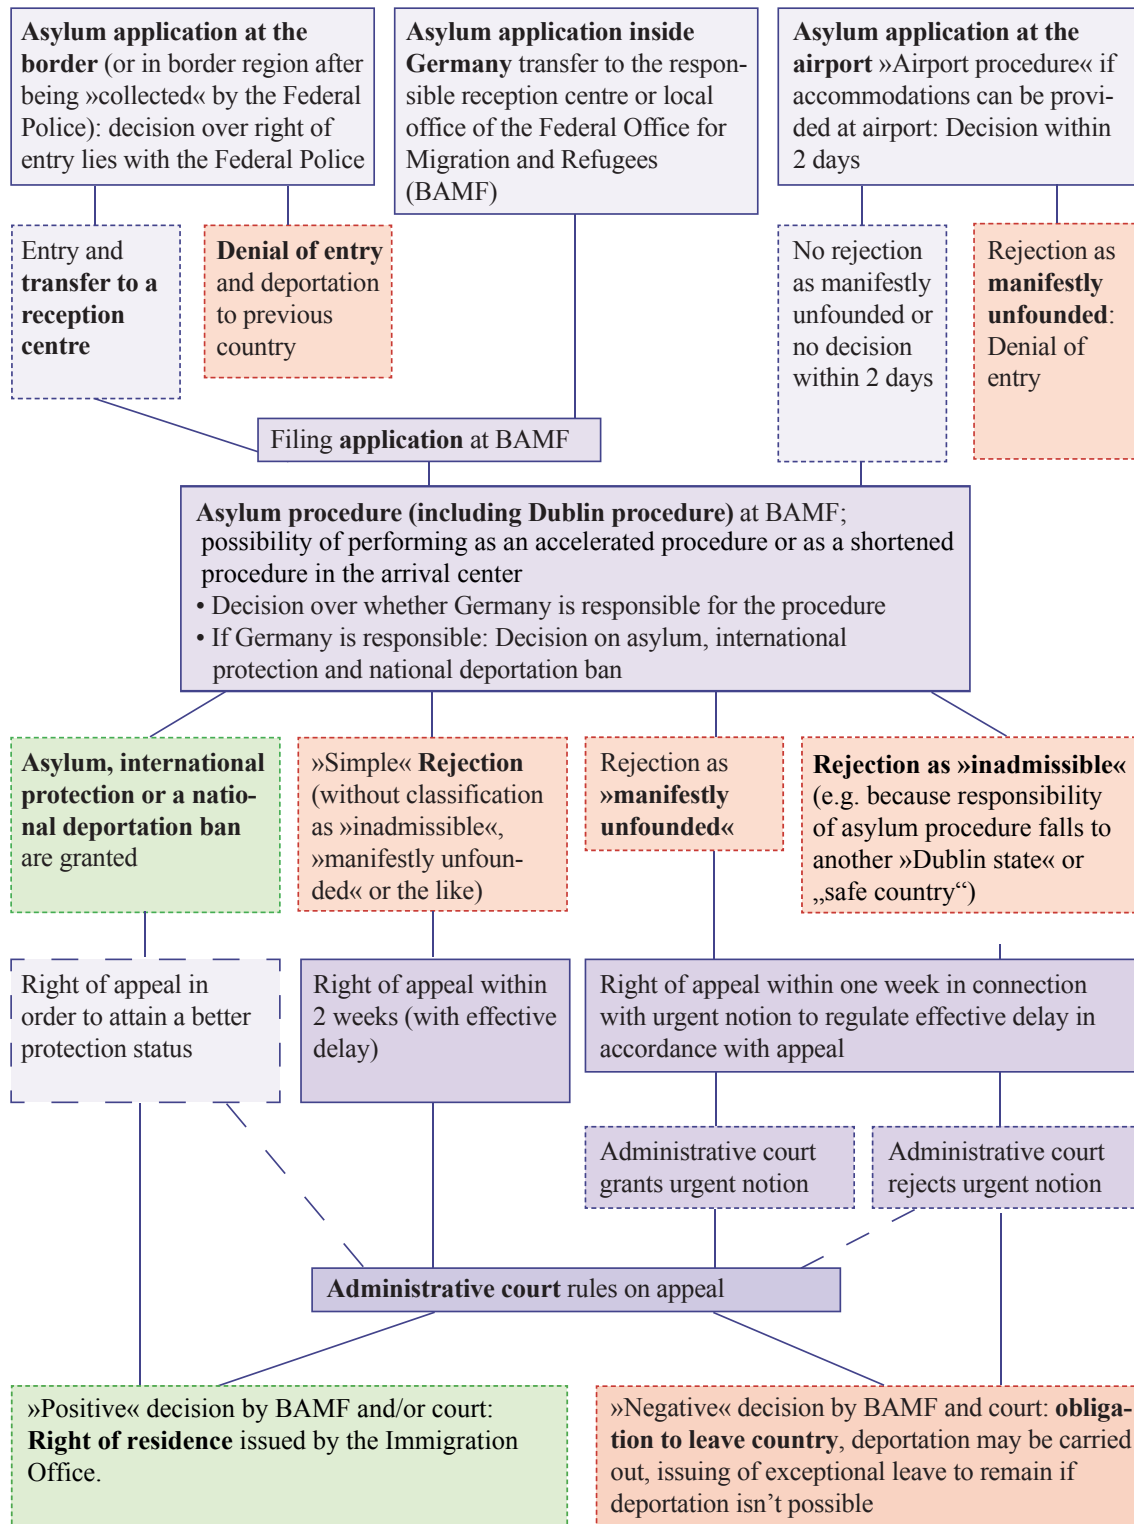 Asylum application at the
border (or in border region after
being »collected« by the Federal
Police): decision over right of
entry lies with the Federal Police
Asylum application inside
Germany transfer to the respon-
sible reception centre or local
office of the Federal Office for
Migration and Refugees
(BAMF)
Asylum application at the
airport »Airport procedure« if
accommodations can be provi-
ded at airport: Decision within
2 days
Entry and
transfer to a
reception
centre
Denial of entry
and deportation
to previous
country
No rejection
as manifestly
unfounded or
no decision
within 2 days
Rejection as
manifestly
unfounded:
Denial of
entry
Filing application at BAMF
Asylum procedure (including Dublin procedure) at BAMF;
possibility of performing as an accelerated procedure or as a shortened
procedure in the arrival center
• Decision over whether Germany is responsible for the procedure
• If Germany is responsible: Decision on asylum, international
protection and national deportation ban
Asylum, international
protection or a natio-
nal deportation ban
are granted
»Simple« Rejection
(without classification
as »inadmissible«,
»manifestly unfoun-
ded« or the like)
Rejection as
»manifestly
unfounded«
Rejection as »inadmissible«
(e.g. because responsibility
of asylum procedure falls to
another »Dublin state« or
„safe country“)
Right of appeal in
order to attain a better
protection status
Right of appeal within
2 weeks (with effective
delay)
Right of appeal within one week in connection
with urgent notion to regulate effective delay in
accordance with appeal
Administrative court
grants urgent notion
Administrative court
rejects urgent notion
Administrative court rules on appeal
»Positive« decision by BAMF and/or court:
Right of residence issued by the Immigration
Office.
»Negative« decision by BAMF and court: obliga-
tion to leave country, deportation may be carried
out, issuing of exceptional leave to remain if
deportation isn’t possible